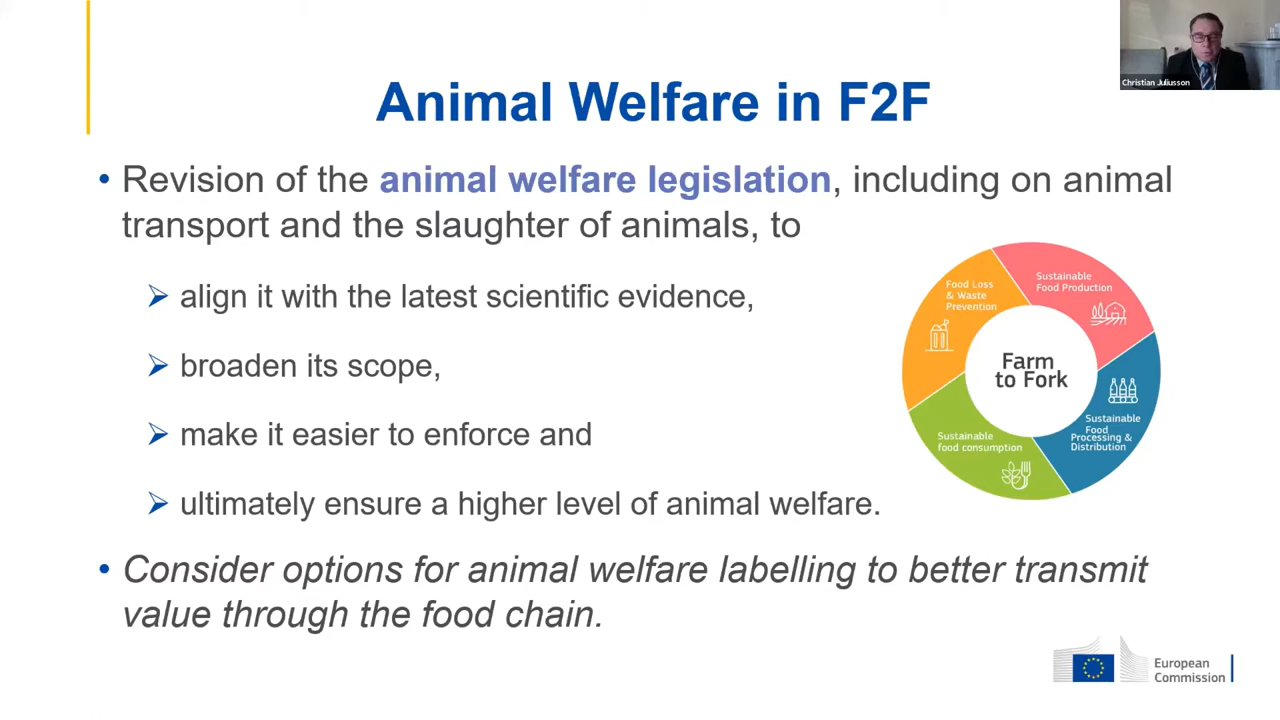 Christian Juliusson
Animal Welfare in F2F
• Revision of the animal welfare legislation, including on animal
transport and the slaughter of animals, to
➢ align it with the latest scientific evidence,
➢ broaden its scope,
➢ make it easier to enforce and
➢ ultimately ensure a higher level of animal welfare.
Food Loss
& Waste
Prevention
Sustainable
Food Production
Farm
to Fork
Sustainable
Food
Processing &
Distribution
Sustainable
food consumption
• Consider options for animal welfare labelling to better transmit
value through the food chain.
European
Commission